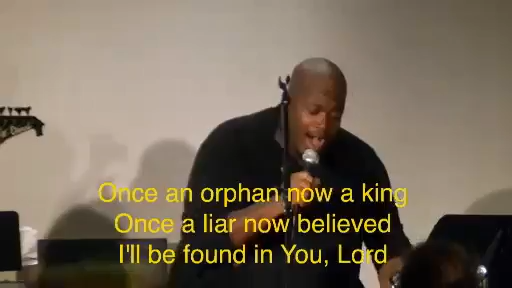 Once an orphan now a king
Once a liar now believed
I'll be found in You, Lord